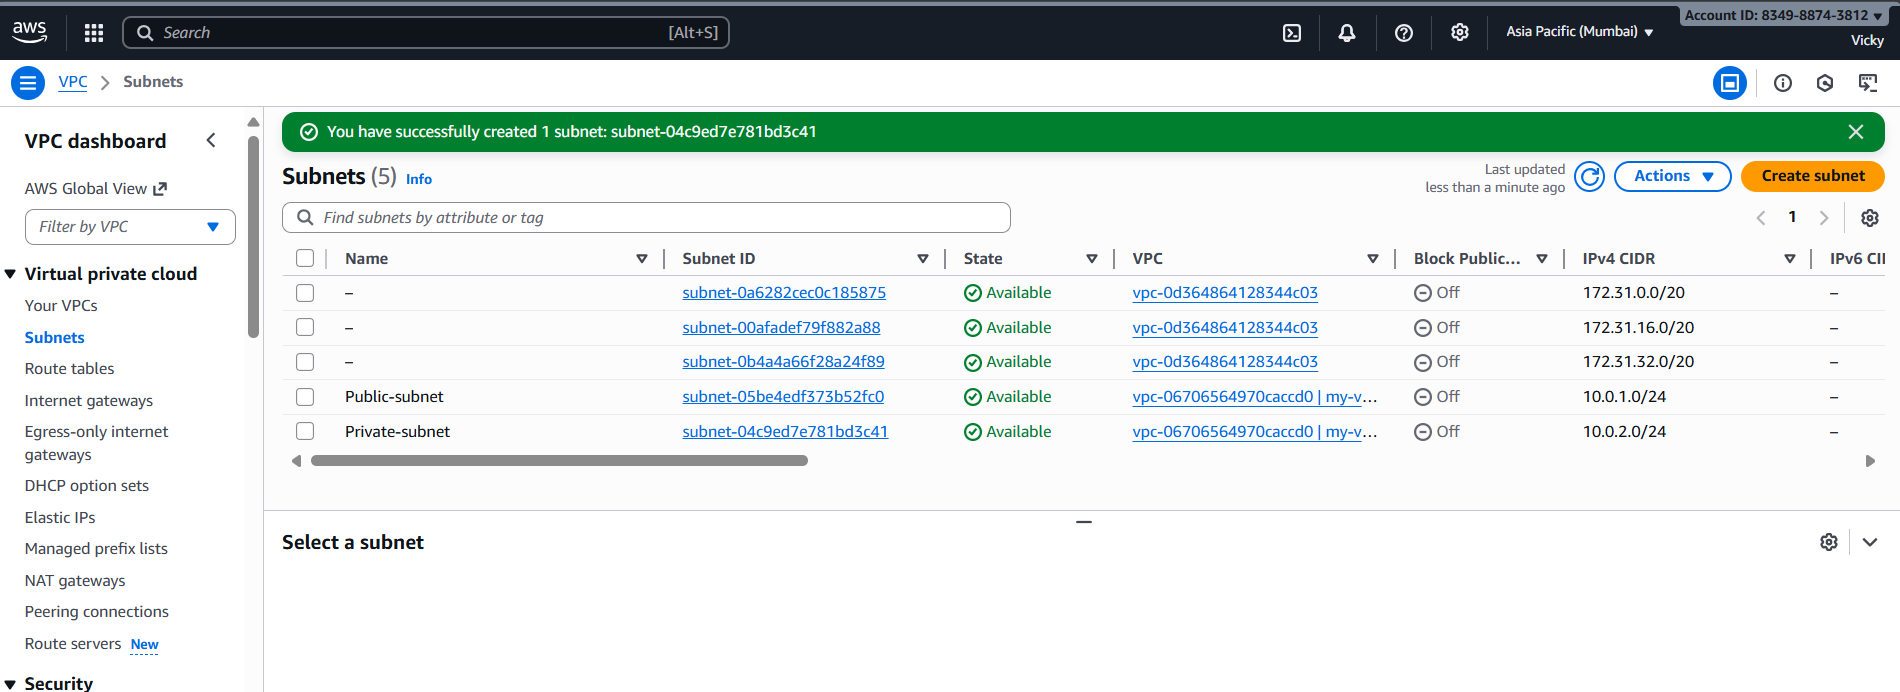 aws
Search [Alt+S]
Asia Pacific (Mumbai)
Account ID: 8349-8874-3812
Vicky
VPC Subnets
VPC dashboard
AWS Global View
Filter by VPC
Virtual private cloud
Your VPCs
Subnets
Route tables
Internet gateways
Egress-only internet
gateways
DHCP option sets
Elastic IPs
Managed prefix lists
NAT gateways
Peering connections
Route servers New
Security
You have successfully created 1 subnet: subnet-04c9ed7e781bd3c41
Subnets (5) Info
Last updated
less than a minute ago
Actions
Create subnet
Find subnets by attribute or tag
1
Name Subnet ID State VPC Block Public... IPv4 CIDR IPv6 CI
– subnet-0a6282cec0c185875 Available vpc-0d364864128344c03 Off 172.31.0.0/20 –
– subnet-00afadef79f882a88 Available vpc-0d364864128344c03 Off 172.31.16.0/20 –
– subnet-0b4a4a66f28a24f89 Available vpc-0d364864128344c03 Off 172.31.32.0/20 –
Public-subnet subnet-05be4edf373b52fc0 Available vpc-06706564970caccd0 | my-v... Off 10.0.1.0/24 –
Private-subnet subnet-04c9ed7e781bd3c41 Available vpc-06706564970caccd0 | my-v... Off 10.0.2.0/24 –
Select a subnet